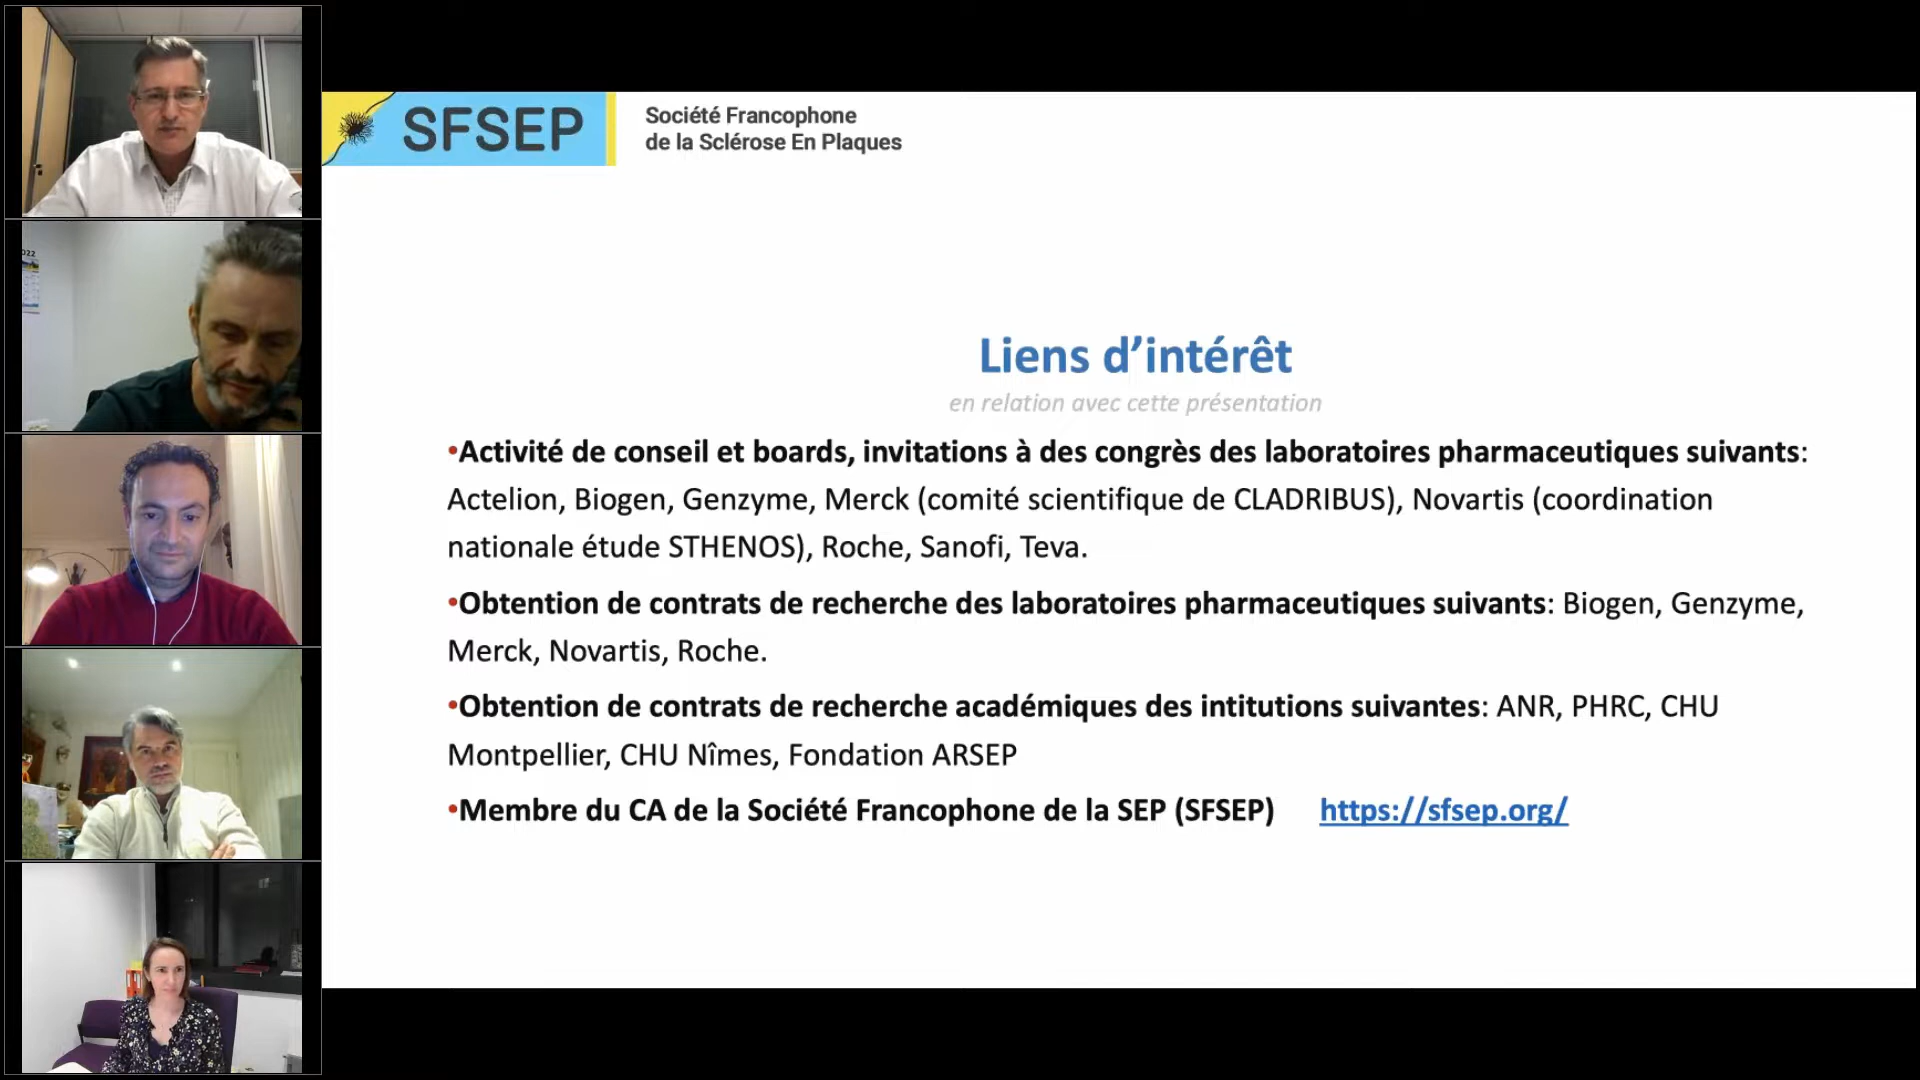 SFSEP
Société Francophone
de la Sclérose En Plaques
Liens d’intérêt
en relation avec cette présentation
•Activité de conseil et boards, invitations à des congrès des laboratoires pharmaceutiques suivants:
Actelion, Biogen, Genzyme, Merck (comité scientifique de CLADRIBUS), Novartis (coordination
nationale étude STHENOS), Roche, Sanofi, Teva.
•Obtention de contrats de recherche des laboratoires pharmaceutiques suivants: Biogen, Genzyme,
Merck, Novartis, Roche.
•Obtention de contrats de recherche académiques des intitutions suivantes: ANR, PHRC, CHU
Montpellier, CHU Nîmes, Fondation ARSEP
•Membre du CA de la Société Francophone de la SEP (SFSEP) https://sfsep.org/